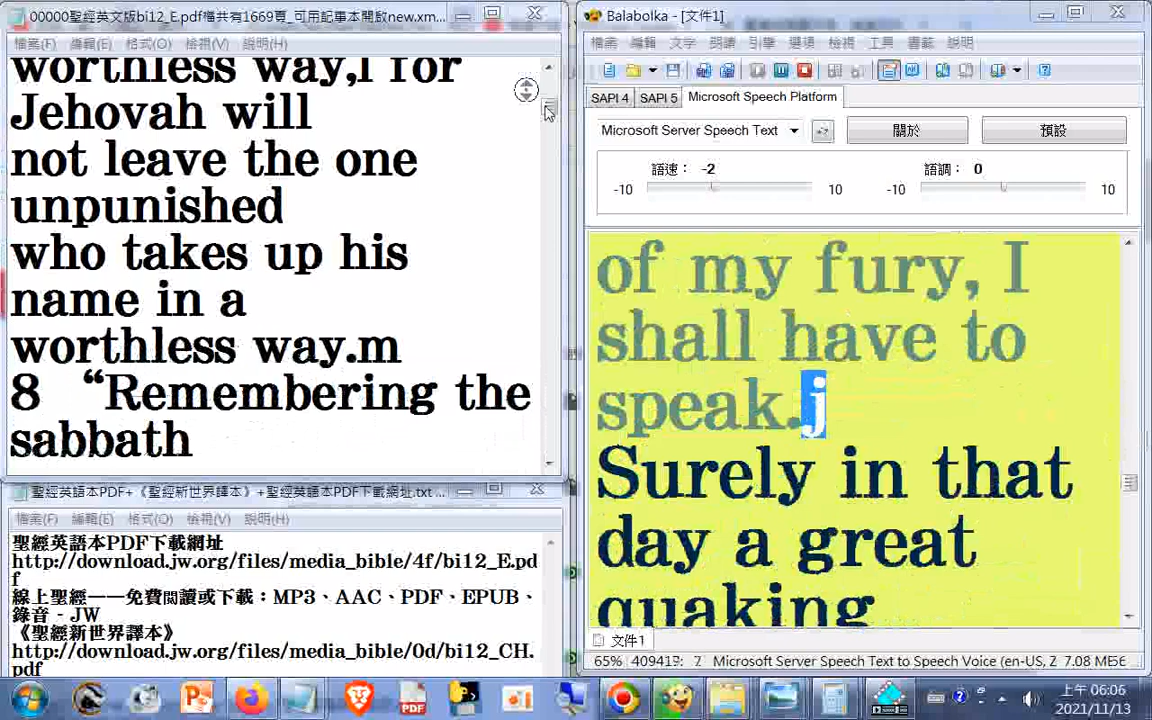 00000聖經英文版bi12_E.pdf檔共有1669頁_可用記事本開啟new.xm...
檔案(F) 編輯(E) 格式(O) 檢視(V) 說明(H)
worthless way,l for
Jehovah will
not leave the one
unpunished
who takes up his
name in a
worthless way.m
8 “Remembering the
sabbath
聖經英語本PDF+《聖經新世界譯本》+聖經英語本PDF下載網址.txt ...
檔案(F) 編輯(E) 格式(O) 檢視(V) 說明(H)
聖經英語本PDF下載網址
http://download.jw.org/files/media_bible/4f/bi12_E.pd
f
線上聖經——免費閱讀或下載：MP3、AAC、PDF、EPUB、
錄音 - JW
《聖經新世界譯本》
http://download.jw.org/files/media_bible/0d/bi12_CH.
pdf
Balabolka - [文件1]
檔案 編輯 文字 朗讀 引擎 選項 檢視 工具 書籤 說明
SAPI 4 SAPI 5 Microsoft Speech Platform
Microsoft Server Speech Text
關於 預設
語速： -2 語調： 0
-10 10 -10 10
of my fury, I
shall have to
speak.j
Surely in that
day a great
quaking
文件1
65% 409419: 2 Microsoft Server Speech Text to Speech Voice (en-US, Z 7.08 МБ
上午 06:06
2021/11/13